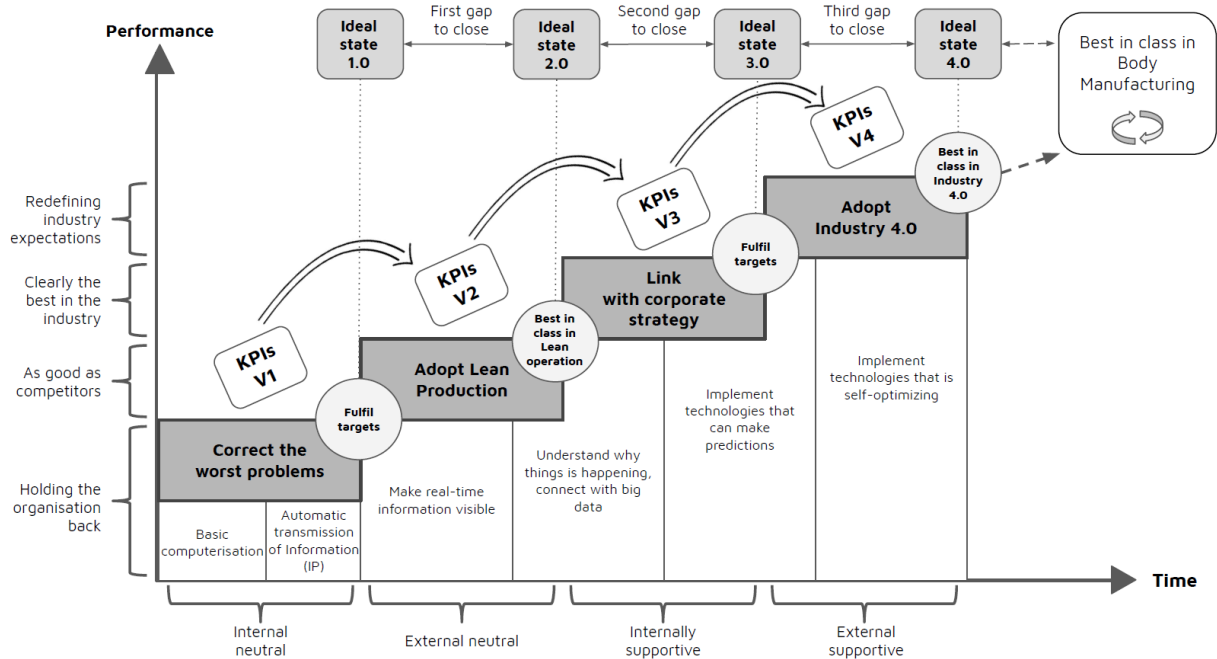 Performance
Ideal
state
1.0
First gap
to close
Ideal
state
2.0
Second gap
to close
Ideal
state
3.0
Third gap
to close
Ideal
state
4.0
Best in class in
Body
Manufacturing
KPIs
V1
KPIs
V2
KPIs
V3
KPIs
V4
Redefining
industry
expectations
Clearly the
best in the
industry
As good as
competitors
Holding the
organisation
back
Correct the
worst problems
Fulfil
targets
Adopt Lean
Production
Best in
class in
Lean
operation
Link
with corporate
strategy
Fulfil
targets
Adopt
Industry 4.0
Best in
class in
Industry
4.0
Basic
computerisation
Automatic
transmission
of Information
(IP)
Make real-time
information visible
Understand why
things is happening,
connect with big
data
Implement
technologies that
can make
predictions
Implement
technologies that is
self-optimizing
Time
Internal
neutral
External neutral
Internally
supportive
External
supportive